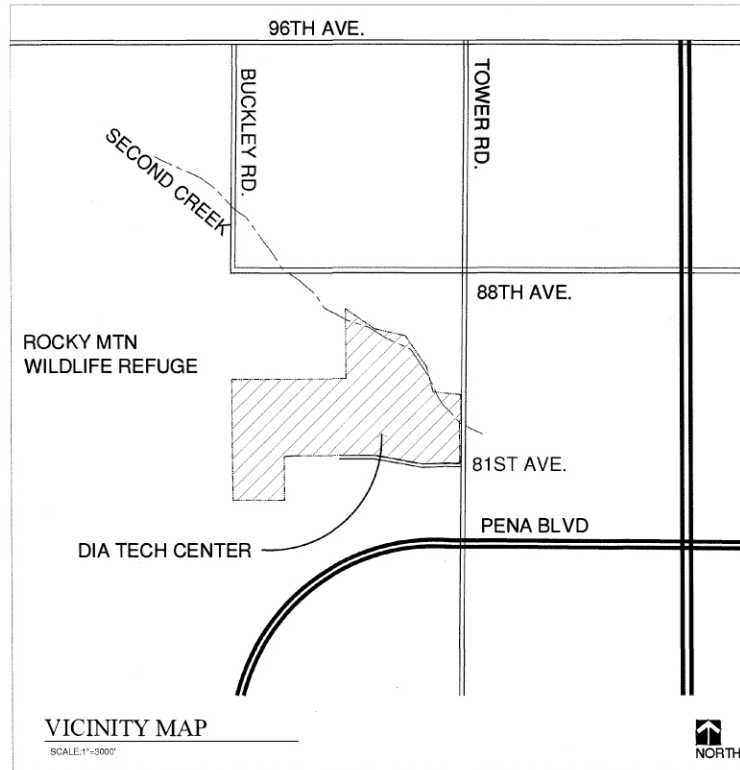 96TH AVE.
BUCKLEY RD.
TOWER RD.
SECOND CREEK
88TH AVE.
ROCKY MTN
WILDLIFE REFUGE
81ST AVE.
PENA BLVD
DIA TECH CENTER
VICINITY MAP
SCALE:1"=3000'
NORTH